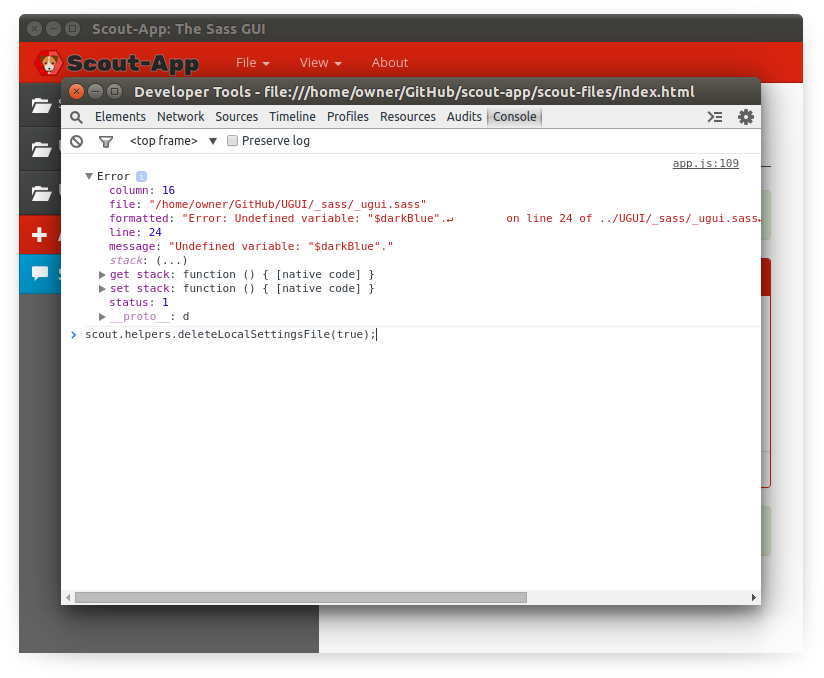 Scout-App: The Sass GUI
Scout-App File View About
Developer Tools - file:///home/owner/GitHub/scout-app/scout-files/index.html
Elements Network Sources Timeline Profiles Resources Audits Console
<top frame> Preserve log
app.js:109
Error
column: 16
file: "/home/owner/GitHub/UGUI/_sass/_ugui.sass"
formatted: "Error: Undefined variable: "$darkBlue".↵ on line 24 of ../UGUI/_sass/_ugui.sass↵
line: 24
message: "Undefined variable: "$darkBlue"."
stack: (...)
get stack: function () { [native code] }
set stack: function () { [native code] }
status: 1
__proto__: d
scout.helpers.deleteLocalSettingsFile(true);